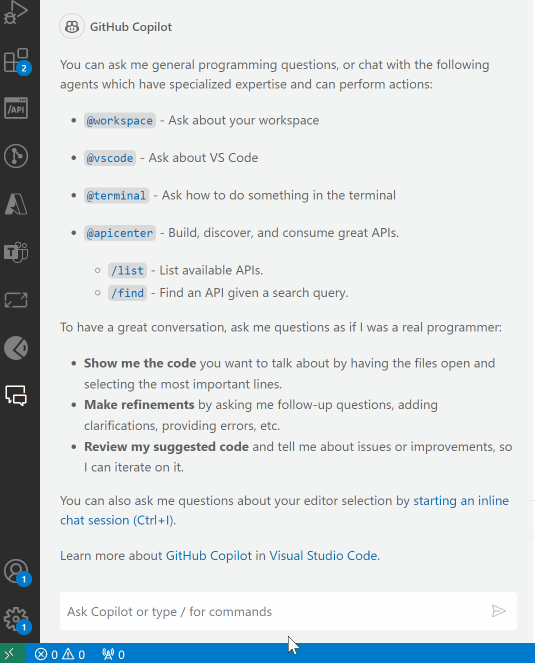 GitHub Copilot
You can ask me general programming questions, or chat with the following
agents which have specialized expertise and can perform actions:
@workspace - Ask about your workspace
@vscode - Ask about VS Code
@terminal - Ask how to do something in the terminal
@apicenter - Build, discover, and consume great APIs.
/list - List available APIs.
/find - Find an API given a search query.
To have a great conversation, ask me questions as if I was a real programmer:
Show me the code you want to talk about by having the files open and
selecting the most important lines.
Make refinements by asking me follow-up questions, adding
clarifications, providing errors, etc.
Review my suggested code and tell me about issues or improvements, so
I can iterate on it.
You can also ask me questions about your editor selection by starting an inline
chat session (Ctrl+I).
Learn more about GitHub Copilot in Visual Studio Code.
Ask Copilot or type / for commands
2
/API
1
1
0 0 0